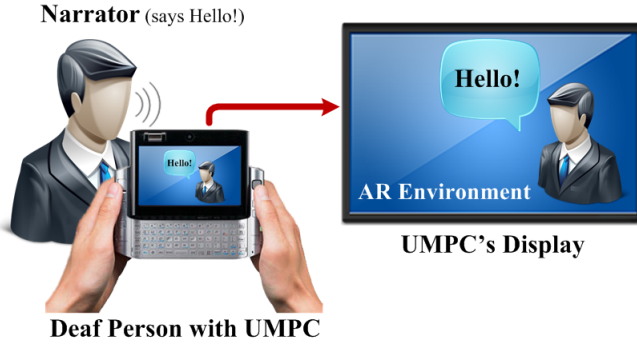 Narrator (says Hello!)
Hello!
Hello!
AR Environment
UMPC's Display
Deaf Person with UMPC